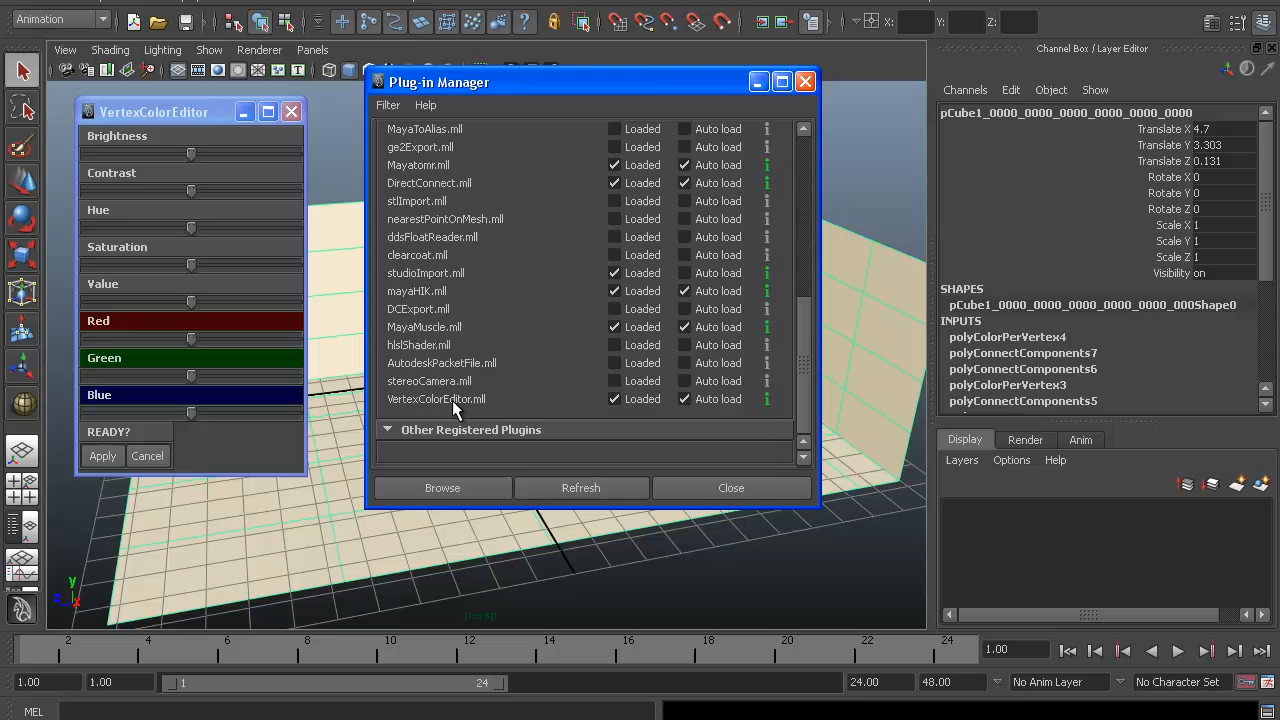 Animation
X:
Y:
Z:
View Shading Lighting Show Renderer Panels
Channel Box / Layer Editor
Channels Edit Object Show
pCube1_0000_0000_0000_0000_0000
Translate X 4.7
Translate Y 3.303
Translate Z 0.131
Rotate X 0
Rotate Y 0
Rotate Z 0
Scale X 1
Scale Y 1
Scale Z 1
Visibility on
SHAPES
pCube1_0000_0000_0000_0000_000Shape0
INPUTS
polyColorPerVertex4
polyConnectComponents7
polyConnectComponents6
polyColorPerVertex3
polyConnectComponents5
Display Render Anim
Layers Options Help
VertexColorEditor
Brightness
Contrast
Hue
Saturation
Value
Red
Green
Blue
READY?
Apply Cancel
Plug-in Manager
Filter Help
MayaToAlias.mll Loaded Auto load i
ge2Export.mll Loaded Auto load i
Mayatomr.mll Loaded Auto load i
DirectConnect.mll Loaded Auto load i
stlImport.mll Loaded Auto load i
nearestPointOnMesh.mll Loaded Auto load i
ddsFloatReader.mll Loaded Auto load i
clearcoat.mll Loaded Auto load i
studioImport.mll Loaded Auto load i
mayaHIK.mll Loaded Auto load i
DCExport.mll Loaded Auto load i
MayaMuscle.mll Loaded Auto load i
hlslShader.mll Loaded Auto load i
AutodeskPacketFile.mll Loaded Auto load i
stereoCamera.mll Loaded Auto load i
VertexColorEditor.mll Loaded Auto load i
Other Registered Plugins
Browse Refresh Close
y
z x
persp
2 4 6 8 10 12 14 16 18 20 22 24
1.00
1.00 1.00 1 24 24.00 48.00 No Anim Layer No Character Set
MEL